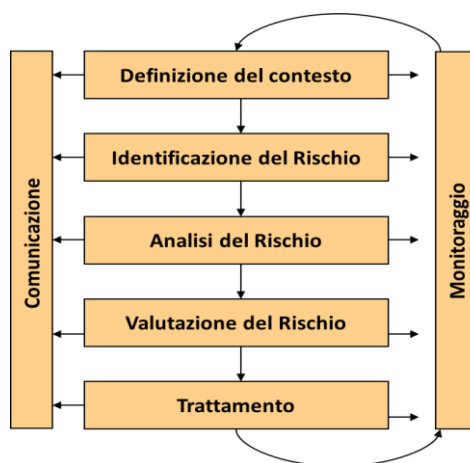 Definizione del contesto
Identificazione del Rischio
Analisi del Rischio
Valutazione del Rischio
Trattamento
Comunicazione
Monitoraggio